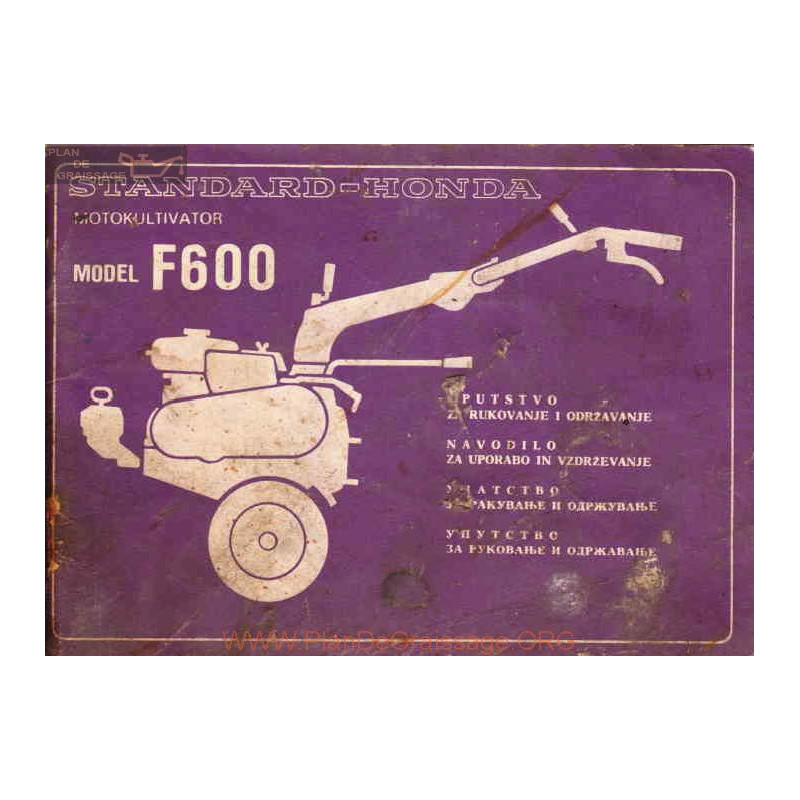 PLAN
DE
GRAISSAGE
STANDARD-HONDA
MOTOKULTIVATOR
MODEL F600
UPUTSTVO
ZA RUKOVANJE I ODRŽAVANJE
NAVODILO
ZA UPORABO IN VZDRŽEVANJE
УПАТСТВО
ЗА РАКУВАЊЕ И ОДРЖУВАЊЕ
УПУТСТВО
ЗА РУКОВАЊЕ И ОДРЖАВАЊЕ
www.PlanDeGraissage.ORG